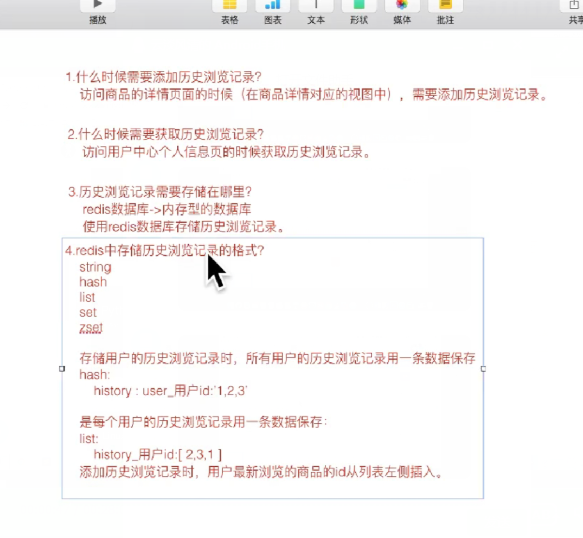 播放
表格
图表
文本
形状
媒体
批注
1.什么时候需要添加历史浏览记录?
访问商品的详情页面的时候（在商品详情对应的视图中），需要添加历史浏览记录。
2.什么时候需要获取历史浏览记录?
访问用户中心个人信息页的时候获取历史浏览记录。
3.历史浏览记录需要存储在哪里?
redis数据库->内存型的数据库
使用redis数据库存储历史浏览记录。
4.redis中存储历史浏览记录的格式?
string
hash
list
set
zset
存储用户的历史浏览记录时，所有用户的历史浏览记录用一条数据保存
hash:
history : user_用户id:'1,2,3'
是每个用户的历史浏览记录用一条数据保存：
list:
history_用户id:[ 2,3,1 ]
添加历史浏览记录时，用户最新浏览的商品的id从列表左侧插入。